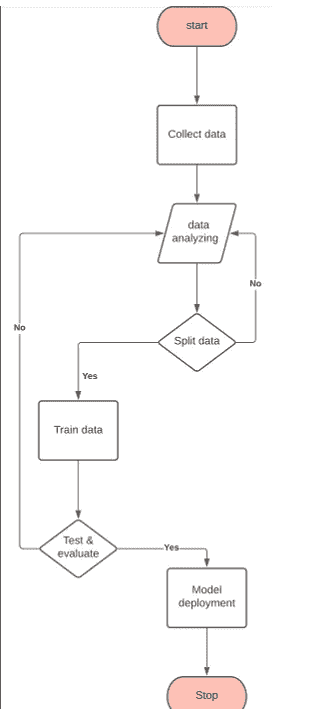 start
Collect data
data
analyzing
No
No
Split data
Yes
Train data
Test &
evaluate
Yes
Model
deployment
Stop